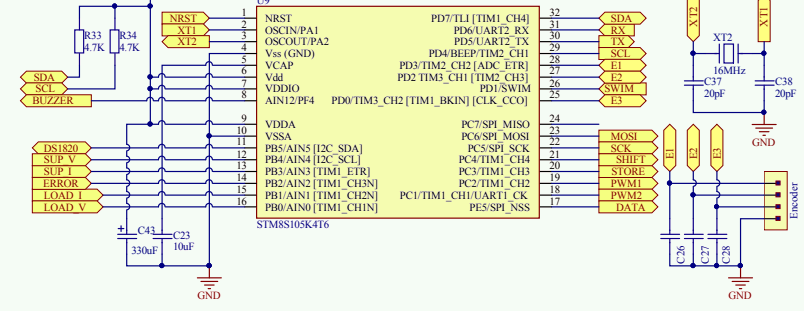 U9
R33
4.7K
R34
4.7K
SDA
SCL
BUZZER
NRST
XT1
XT2
1 NRST
2 OSCIN/PA1
3 OSCOUT/PA2
4 Vss (GND)
5 VCAP
6 Vdd
7 VDDIO
8 AIN12/PF4
9 VDDA
10 VSSA
11 PB5/AIN5 [I2C_SDA]
12 PB4/AIN4 [I2C_SCL]
13 PB3/AIN3 [TIM1_ETR]
14 PB2/AIN2 [TIM1_CH3N]
15 PB1/AIN1 [TIM1_CH2N]
16 PB0/AIN0 [TIM1_CH1N]
DS1820
SUP_V
SUP_I
ERROR
LOAD_I
LOAD_V
PD7/TLI [TIM1_CH4] 32 SDA
PD6/UART2_RX 31 RX
PD5/UART2_TX 30 TX
PD4/BEEP/TIM2_CH1 29 SCL
PD3/TIM2_CH2 [ADC_ETR] 28 E1
PD2 TIM3_CH1 [TIM2_CH3] 27 E2
PD1/SWIM 26 SWIM
PD0/TIM3_CH2 [TIM1_BKIN] [CLK_CCO] 25 E3
PC7/SPI_MISO 24
PC6/SPI_MOSI 23 MOSI
PC5/SPI_SCK 22 SCK
PC4/TIM1_CH4 21 SHIFT
PC3/TIM1_CH3 20 STORE
PC2/TIM1_CH2 19 PWM1
PC1/TIM1_CH1/UART1_CK 18 PWM2
PE5/SPI_NSS 17 DATA
STM8S105K4T6
C43
330uF
C23
10uF
GND
XT2
XT1
XT2
16MHz
C37
20pF
C38
20pF
GND
E1
E2
E3
Encoder
C26
C27
C28
GND